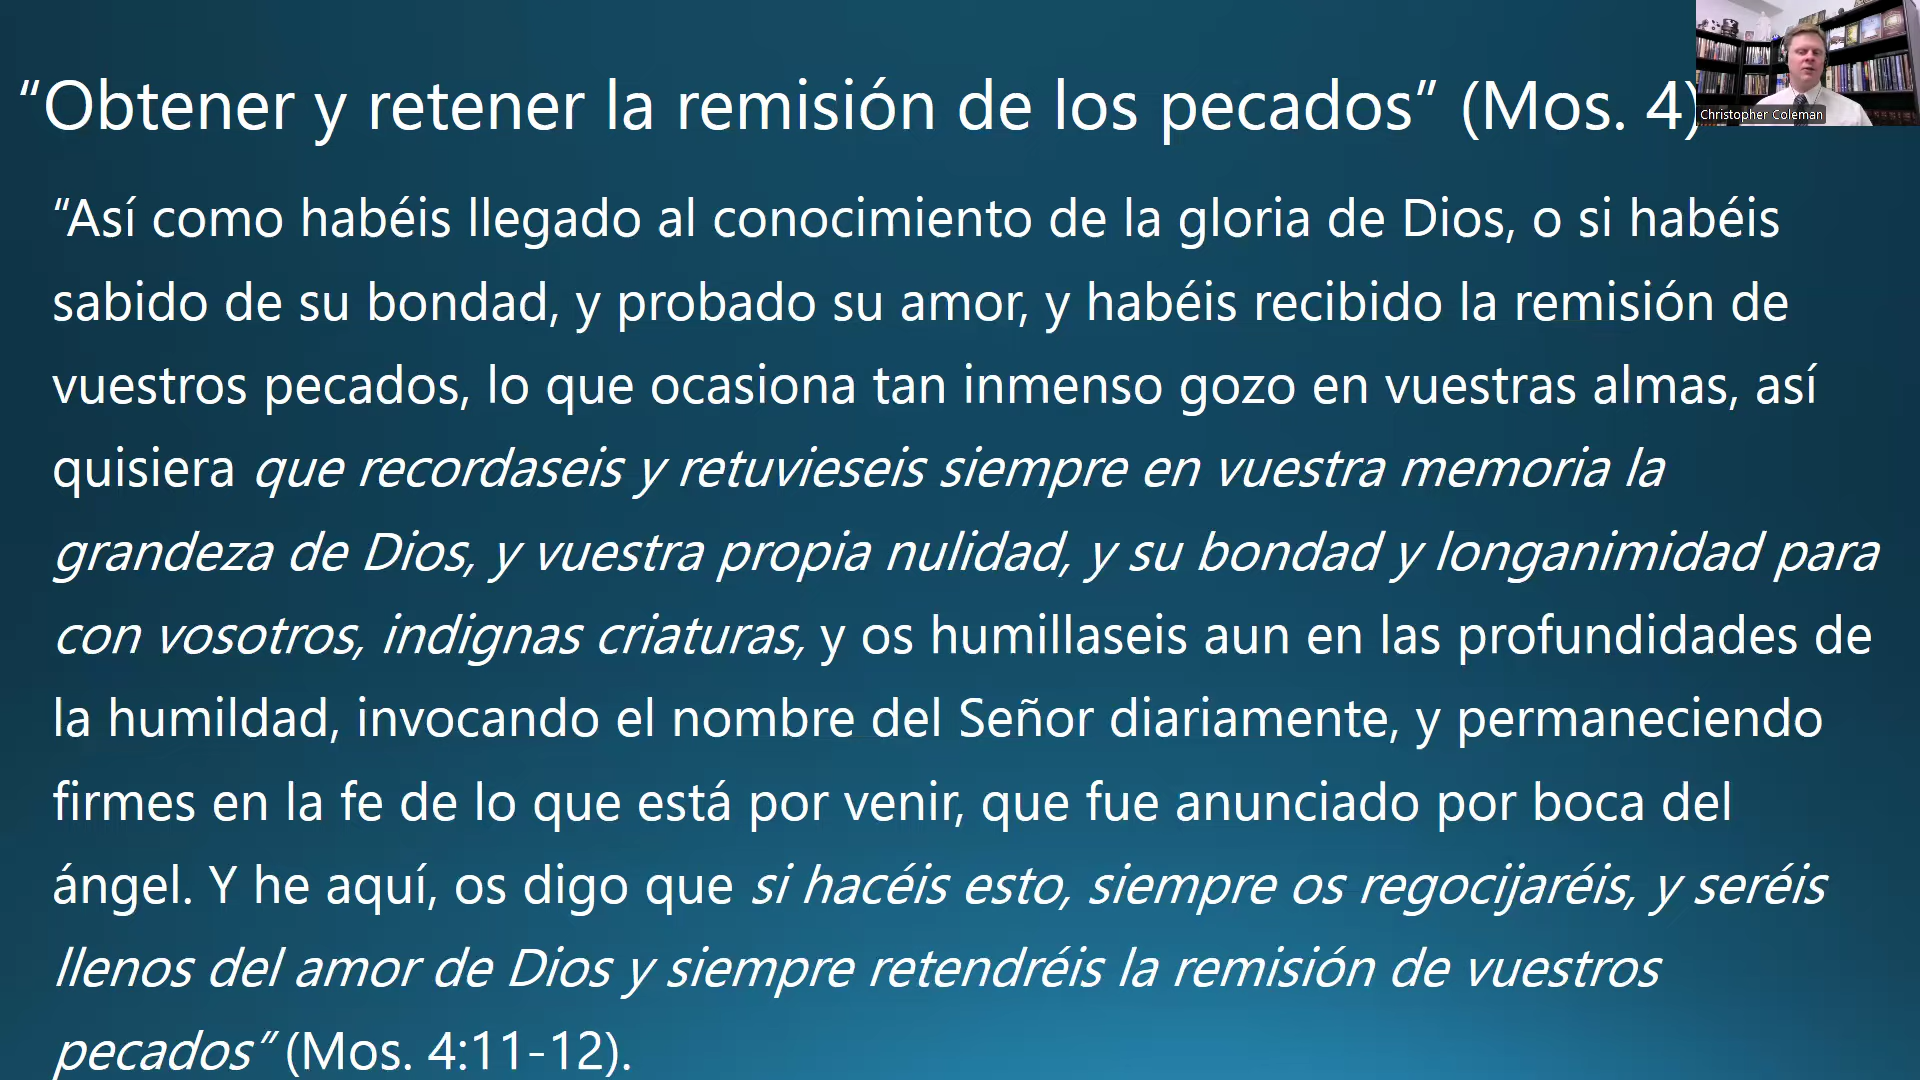 “Obtener y retener la remisión de los pecados” (Mos. 4)
Christopher Coleman
“Así como habéis llegado al conocimiento de la gloria de Dios, o si habéis
sabido de su bondad, y probado su amor, y habéis recibido la remisión de
vuestros pecados, lo que ocasiona tan inmenso gozo en vuestras almas, así
quisiera que recordaseis y retuvieseis siempre en vuestra memoria la
grandeza de Dios, y vuestra propia nulidad, y su bondad y longanimidad para
con vosotros, indignas criaturas, y os humillaseis aun en las profundidades de
la humildad, invocando el nombre del Señor diariamente, y permaneciendo
firmes en la fe de lo que está por venir, que fue anunciado por boca del
ángel. Y he aquí, os digo que si hacéis esto, siempre os regocijaréis, y seréis
llenos del amor de Dios y siempre retendréis la remisión de vuestros
pecados” (Mos. 4:11-12).